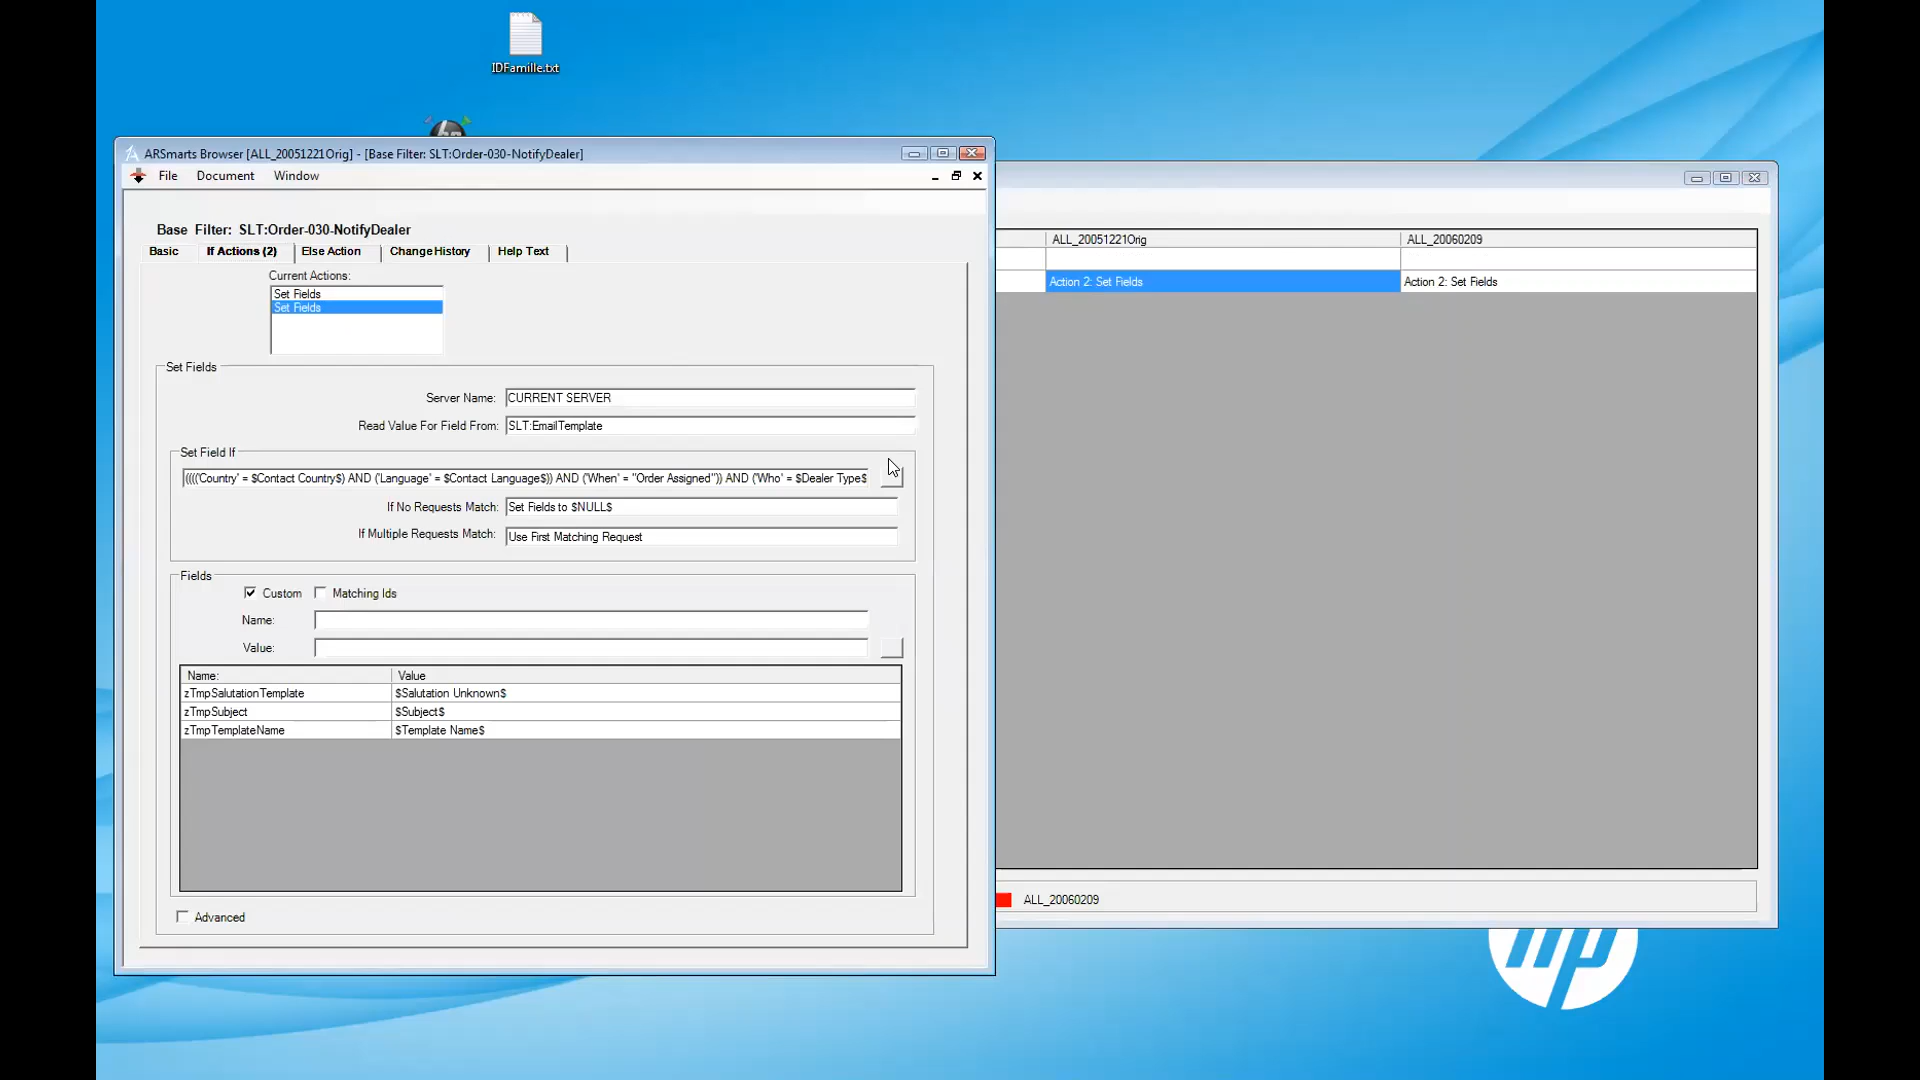 IDFamille.txt
ARSmarts Browser [ALL_20051221Orig] - [Base Filter: SLT:Order-030-NotifyDealer]
File Document Window
Base Filter: SLT:Order-030-NotifyDealer
Basic If Actions (2) Else Action Change History Help Text
Current Actions:
Set Fields
Set Fields
Set Fields
Server Name: CURRENT SERVER
Read Value For Field From: SLT:EmailTemplate
Set Field If
(((('Country' = $Contact Country$) AND ('Language' = $Contact Language$)) AND ('When' = "Order Assigned")) AND ('Who' = $Dealer Type$
If No Requests Match: Set Fields to $NULL$
If Multiple Requests Match: Use First Matching Request
Fields
Custom Matching Ids
Name:
Value:
Name: Value
zTmpSalutationTemplate $Salutation Unknown$
zTmpSubject $Subject$
zTmpTemplateName $Template Name$
Advanced
ALL_20051221Orig ALL_20060209
Action 2: Set Fields Action 2: Set Fields
ALL_20060209
hp